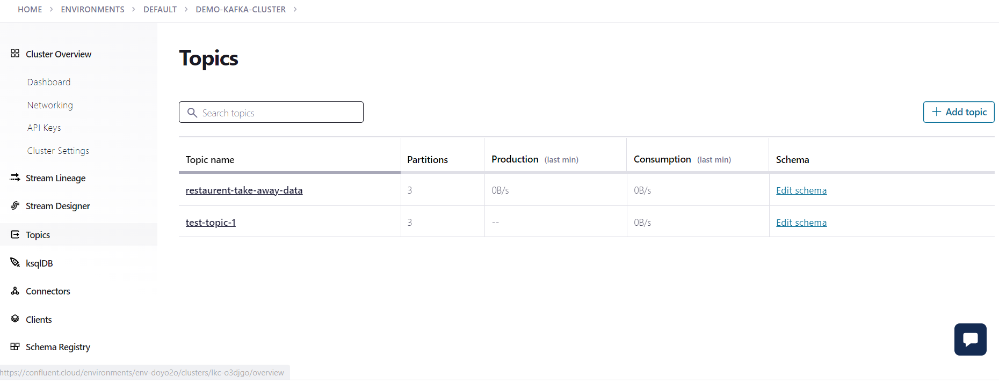 HOME > ENVIRONMENTS > DEFAULT > DEMO-KAFKA-CLUSTER >
Cluster Overview
Dashboard
Networking
API Keys
Cluster Settings
Stream Lineage
Stream Designer
Topics
ksqlDB
Connectors
Clients
Schema Registry
https://confluent.cloud/environments/env-doyo2o/clusters/lkc-o3djgo/overview
Topics
Search topics
+ Add topic
Topic name Partitions Production (last min) Consumption (last min) Schema
restaurent-take-away-data 3 0B/s 0B/s Edit schema
test-topic-1 3 -- 0B/s Edit schema